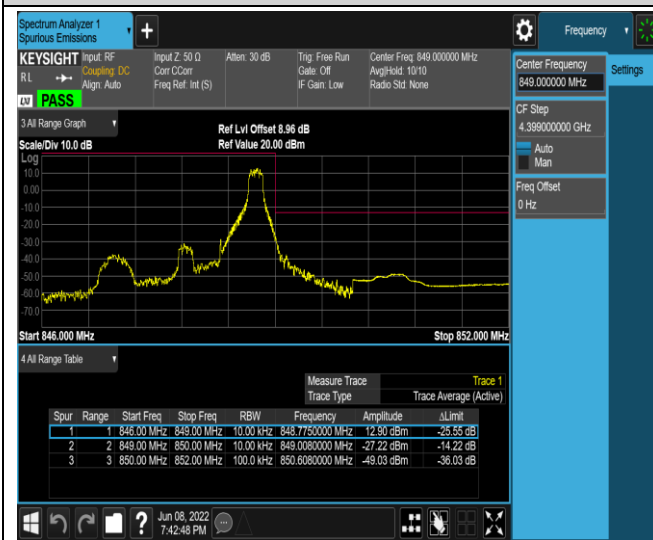 Spectrum Analyzer 1
Spurious Emissions
Frequency
KEYSIGHT
R L
Input: RF
Coupling: DC
Align: Auto
Input Z: 50 Ω
Corr CCorr
Freq Ref: Int (S)
Atten: 30 dB
Trig: Free Run
Gate: Off
IF Gain: Low
Center Freq: 849.000000 MHz
Avg|Hold: 10/10
Radio Std: None
LXI PASS
3 All Range Graph
Ref Lvl Offset 8.96 dB
Scale/Div 10.0 dB
Ref Value 20.00 dBm
Log
10.0
0.00
-10.0
-20.0
-30.0
-40.0
-50.0
-60.0
-70.0
Start 846.000 MHz
Stop 852.000 MHz
4 All Range Table
Measure Trace Trace 1
Trace Type Trace Average (Active)
Spur Range Start Freq Stop Freq RBW Frequency Amplitude ΔLimit
1 1 846.00 MHz 849.00 MHz 10.00 kHz 848.7750000 MHz 12.90 dBm -25.55 dB
2 2 849.00 MHz 850.00 MHz 10.00 kHz 849.0080000 MHz -27.22 dBm -14.22 dB
3 3 850.00 MHz 852.00 MHz 100.0 kHz 850.6080000 MHz -49.03 dBm -36.03 dB
Center Frequency
849.000000 MHz
Settings
CF Step
4.399000000 GHz
Auto
Man
Freq Offset
0 Hz
?
Jun 08, 2022
7:42:48 PM